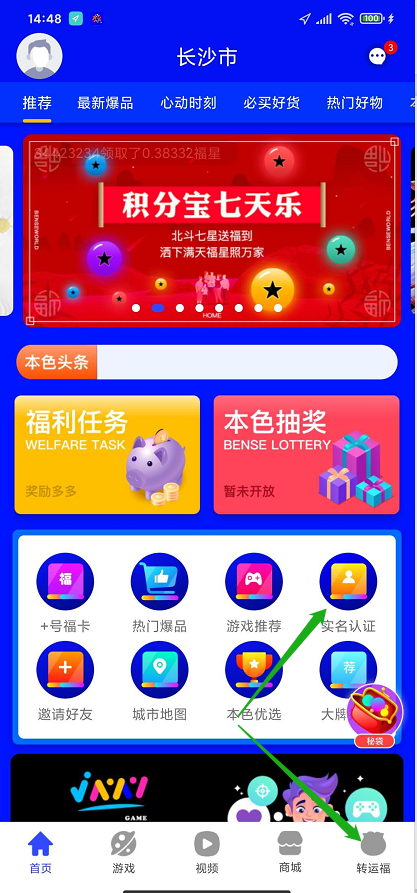 14:48
100
长沙市
3
推荐 最新爆品 心动时刻 必买好货 热门好物
34423234领取了0.38332福星
积分宝七天乐
北斗七星送福到
洒下满天福星照万家
BENSEWORLD
BENSEWORLD
HOME
本色头条
福利任务
WELFARE TASK
奖励多多
本色抽奖
BENSE LOTTERY
暂未开放
福
+号福卡 热门爆品 游戏推荐 实名认证
荐
邀请好友 城市地图 本色优选 大牌
秘袋
GAME
首页 游戏 视频 商城 转运福